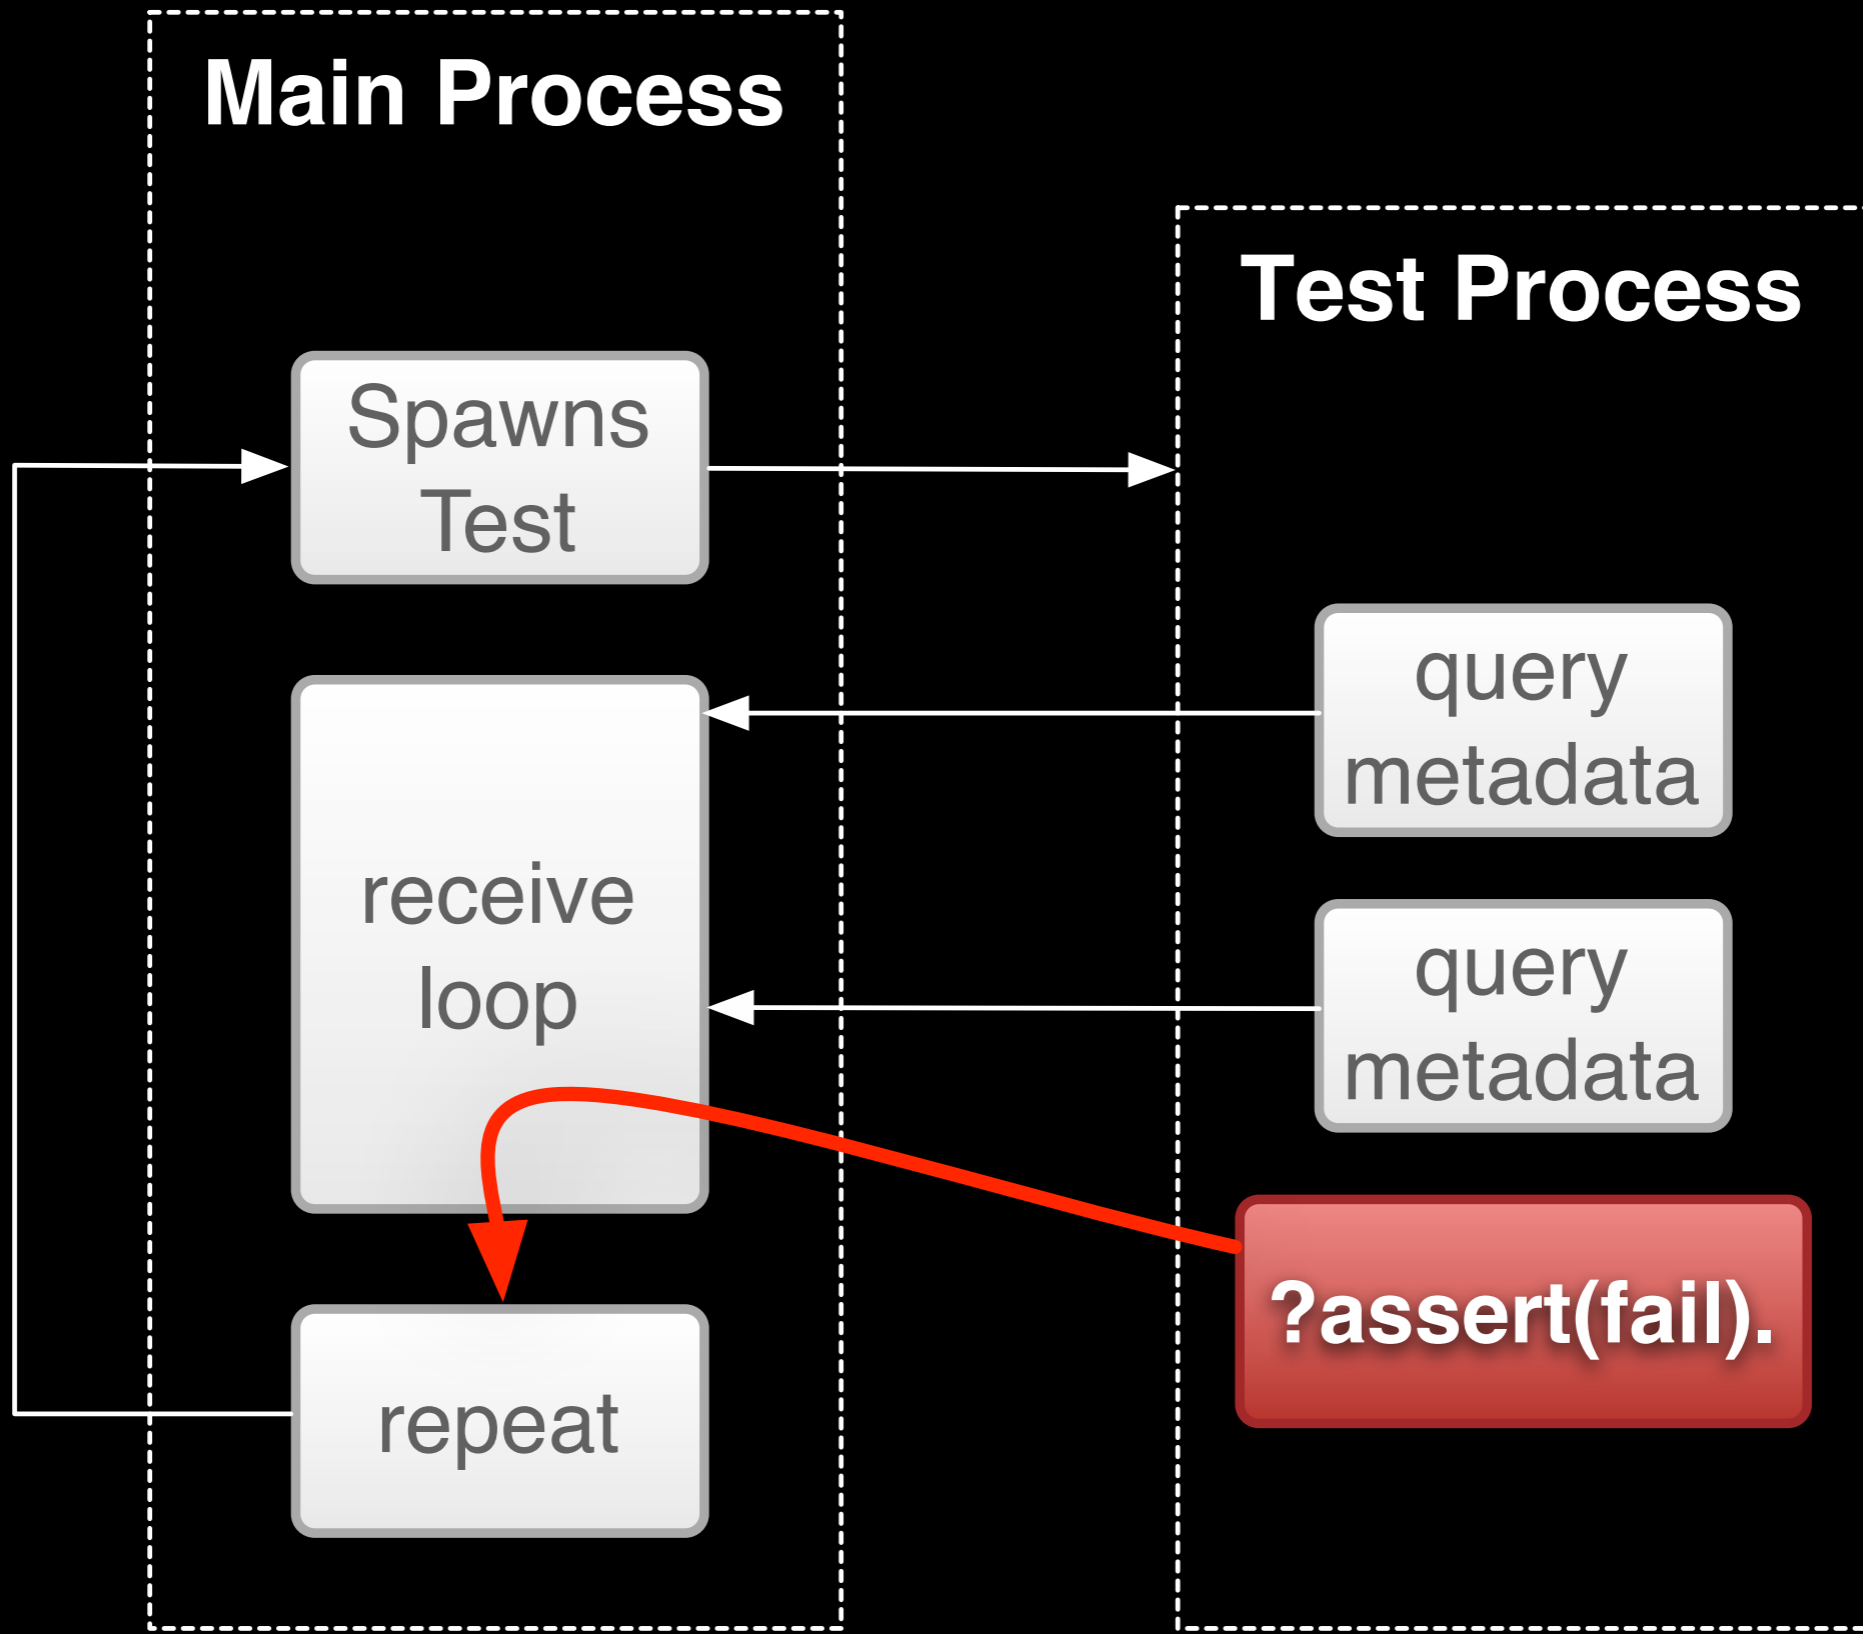 Main Process
Test Process
Spawns
Test
query
metadata
receive
loop
query
metadata
?assert(fail).
repeat